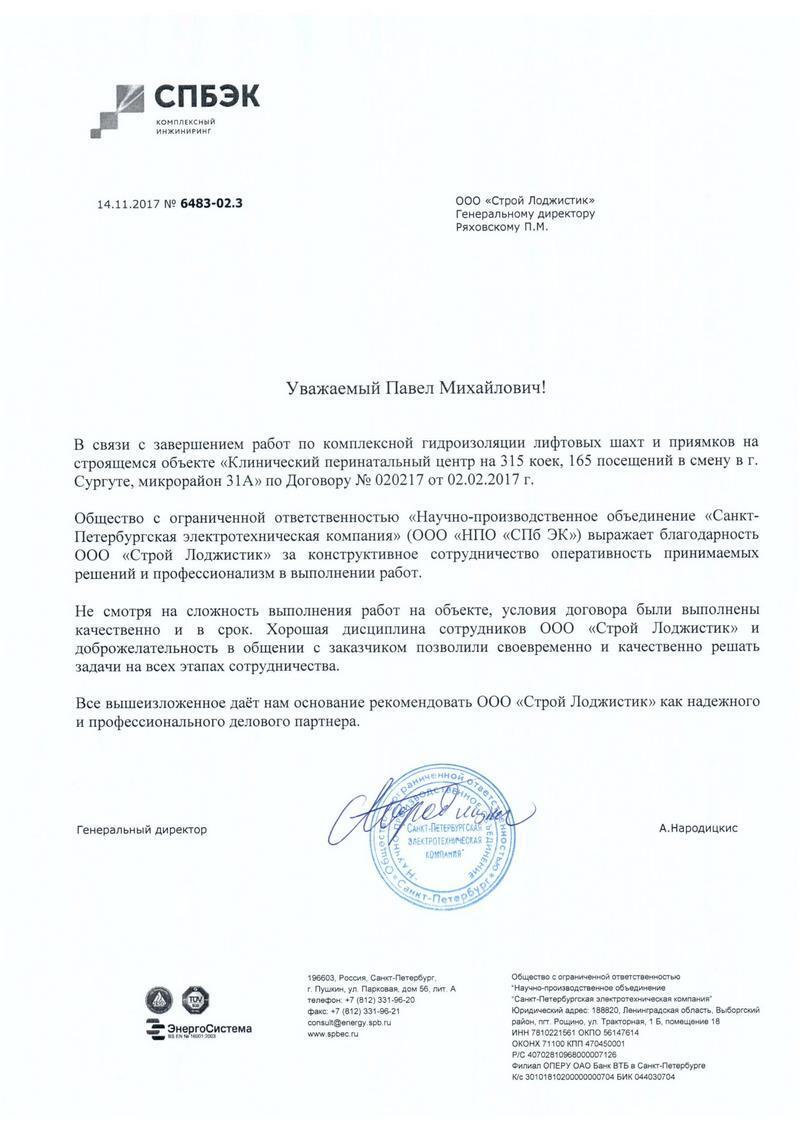 СПБЭК
КОМПЛЕКСНЫЙ
ИНЖИНИРИНГ
14.11.2017 № 6483-02.3
ООО «Строй Лоджистик»
Генеральному директору
Ряховскому П.М.
Уважаемый Павел Михайлович!
В связи с завершением работ по комплексной гидроизоляции лифтовых шахт и приямков на
строящемся объекте «Клинический перинатальный центр на 315 коек, 165 посещений в смену в г.
Сургуте, микрорайон 31А» по Договору № 020217 от 02.02.2017 г.
Общество с ограниченной ответственностью «Научно-производственное объединение «Санкт-
Петербургская электротехническая компания» (ООО «НПО «СПб ЭК») выражает благодарность
ООО «Строй Лоджистик» за конструктивное сотрудничество оперативность принимаемых
решений и профессионализм в выполнении работ.
Не смотря на сложность выполнения работ на объекте, условия договора были выполнены
качественно и в срок. Хорошая дисциплина сотрудников ООО «Строй Лоджистик» и
доброжелательность в общении с заказчиком позволили своевременно и качественно решать
задачи на всех этапах сотрудничества.
Все вышеизложенное даёт нам основание рекомендовать ООО «Строй Лоджистик» как надежного
и профессионального делового партнера.
Генеральный директор
Общество с ограниченной ответственностью
Научно-производственное объединение
САНКТ-ПЕТЕРБУРГСКАЯ
ЭЛЕКТРОТЕХНИЧЕСКАЯ
КОМПАНИЯ"
Санкт-Петербург
А.Народицкис
TÜV
ЭнергоСистема
BS EN № 16001:2003
196603, Россия, Санкт-Петербург,
г. Пушкин, ул. Парковая, дом 56, лит. А
телефон: +7 (812) 331-96-20
факс: +7 (812) 331-96-21
consult@energy.spb.ru
www.spbec.ru
Общество с ограниченной ответственностью
"Научно-производственное объединение
"Санкт-Петербургская электротехническая компания"
Юридический адрес: 188820, Ленинградская область, Выборгский
район, пгт. Рощино, ул. Тракторная, 1 Б, помещение 18
ИНН 7810221561 ОКПО 56147614
ОКОНХ 71100 КПП 470450001
Р/С 40702810968000007126
Филиал ОПЕРУ ОАО Банк ВТБ в Санкт-Петербурге
К/с 30101810200000000704 БИК 044030704